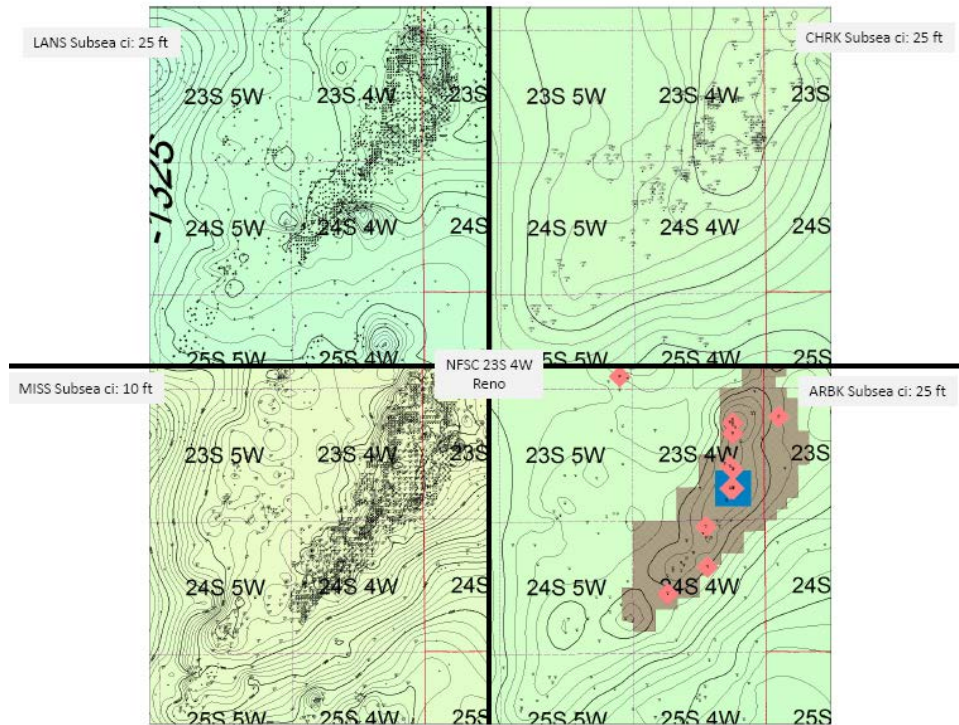 LANS Subsea ci: 25 ft
CHRK Subsea ci: 25 ft
23S 5W
23S 4W
23S
23S 5W
23S 4W
23S
-1325
24S 5W
24S 4W
24S
24S 5W
24S 4W
24S
25S 5W
25S 4W
25S
25S 5W
25S 4W
25S
NFSC 23S 4W
Reno
MISS Subsea ci: 10 ft
ARBK Subsea ci: 25 ft
23S 5W
23S 4W
23S
23S 5W
23S 4W
23S
24S 5W
24S 4W
24S
24S 5W
24S 4W
24S
25S 5W
25S 4W
25S
25S 5W
25S 4W
25S